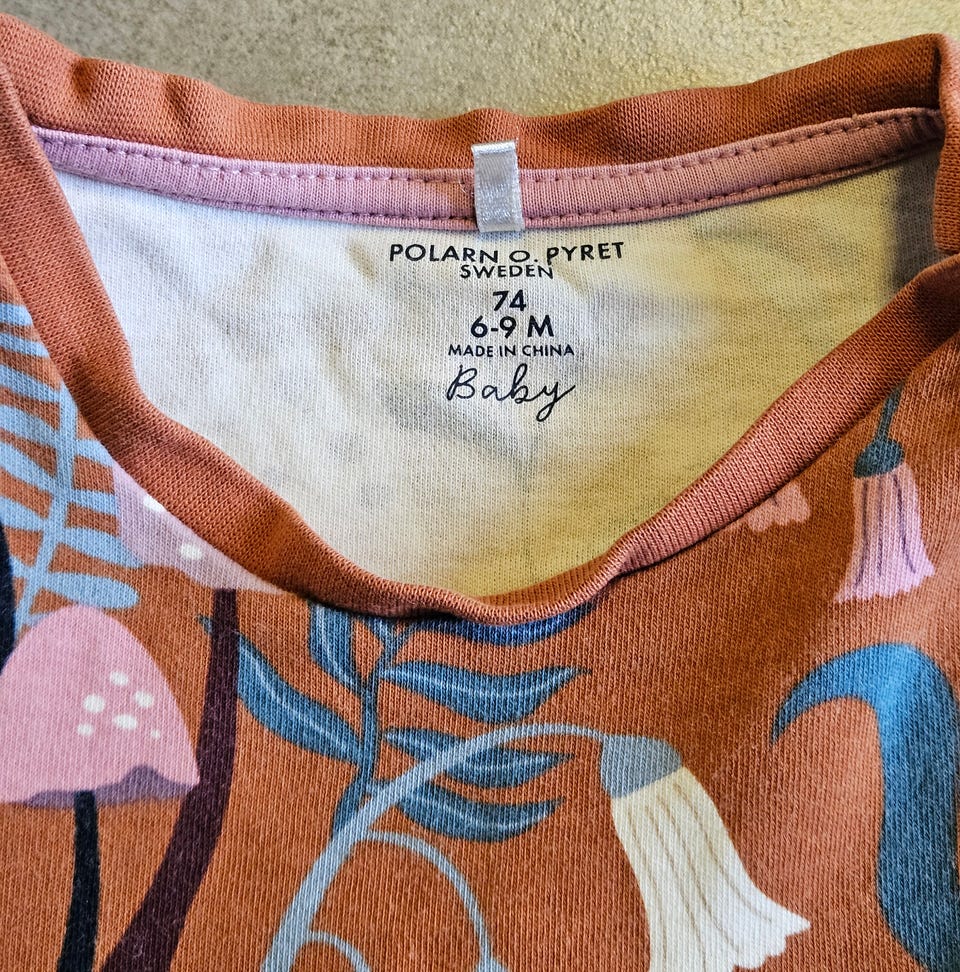 POLARN O. PYRET
SWEDEN
74
6-9 M
MADE IN CHINA
Baby